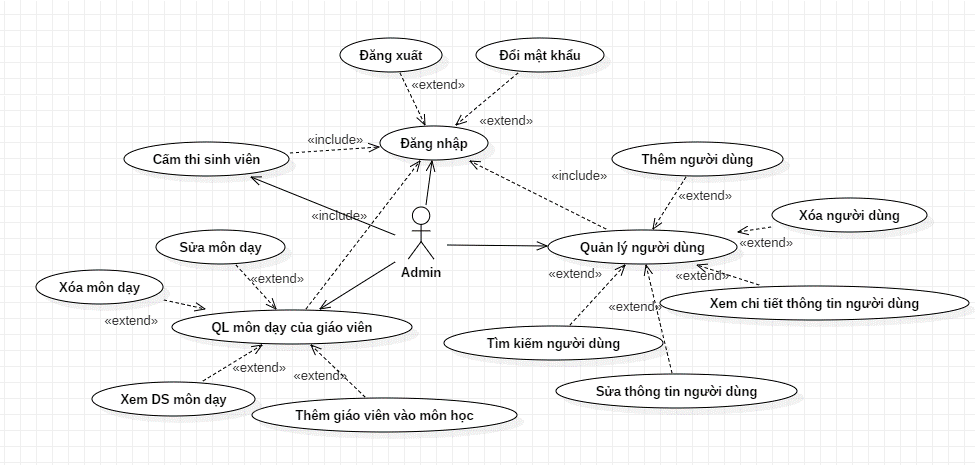 Đăng xuất
Đổi mật khẩu
«extend»
«extend»
Đăng nhập
«include»
Cấm thi sinh viên
Thêm người dùng
«include»
«extend»
«include»
Xóa người dùng
Sửa môn dạy
Quản lý người dùng
«extend»
Admin
«extend»
«extend»
«extend»
Xóa môn dạy
«extend»
Xem chi tiết thông tin người dùng
«extend»
QL môn dạy của giáo viên
Tìm kiếm người dùng
«extend»
«extend»
Sửa thông tin người dùng
Xem DS môn dạy
Thêm giáo viên vào môn học